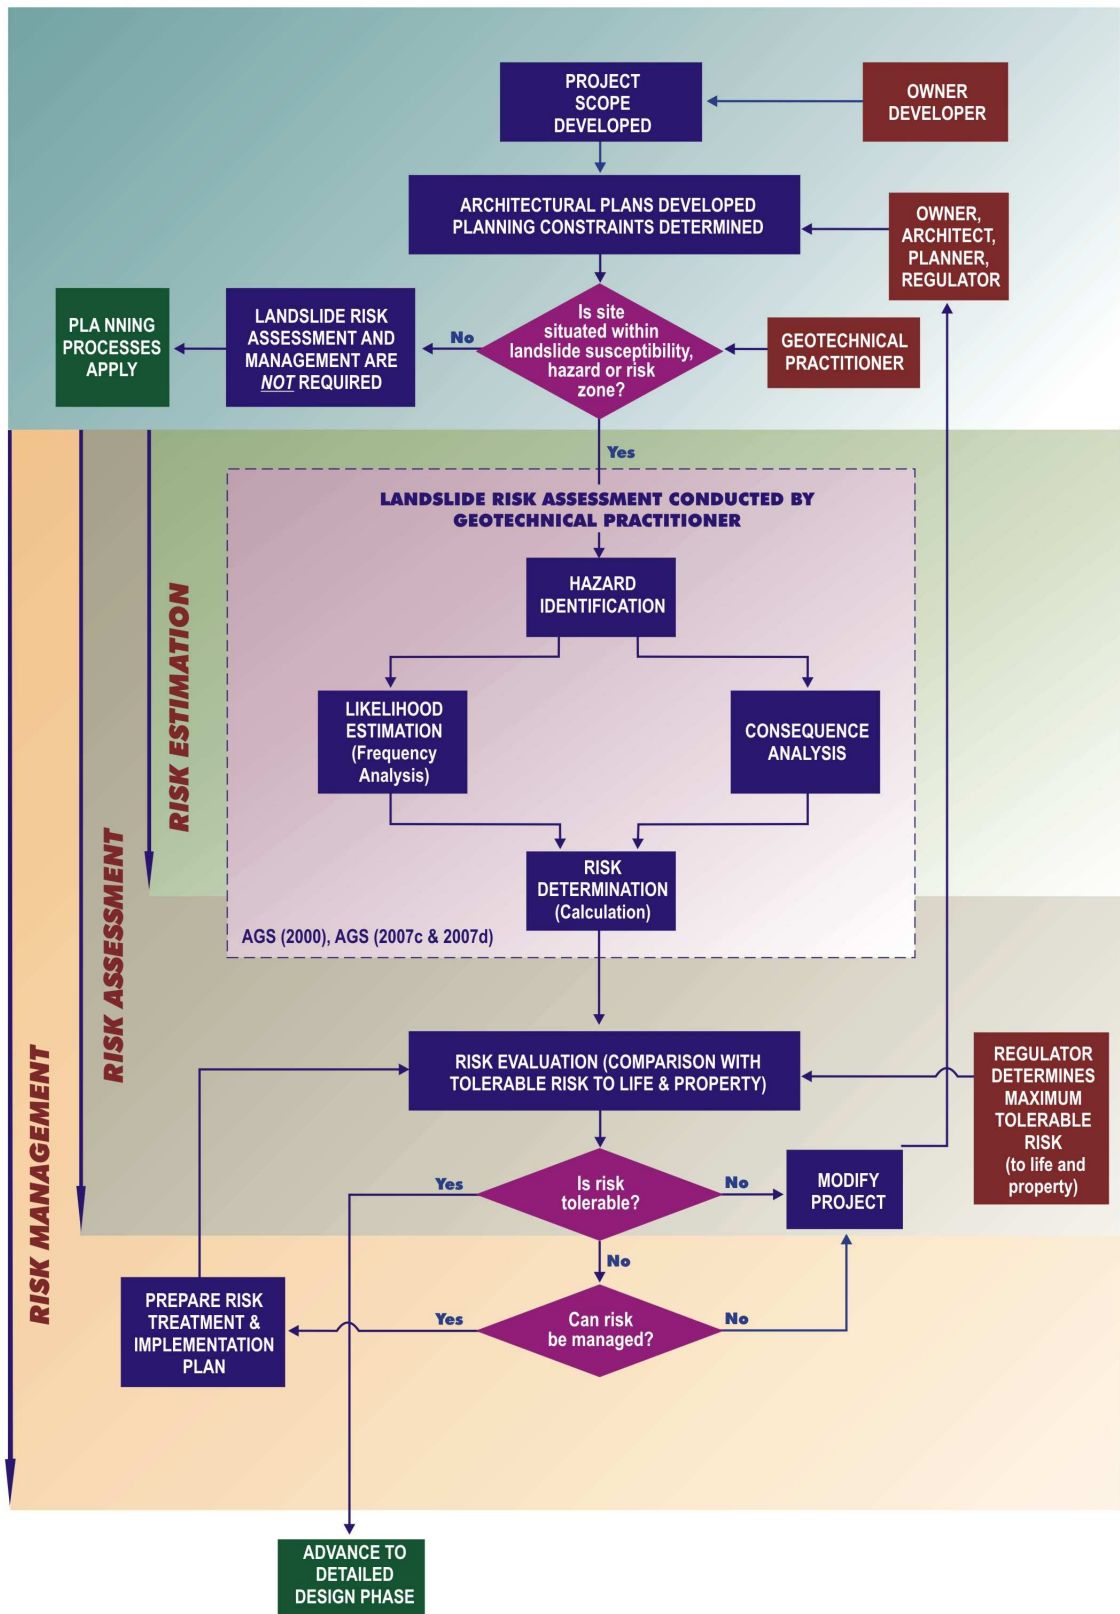 PROJECT
SCOPE
DEVELOPED
OWNER
DEVELOPER
ARCHITECTURAL PLANS DEVELOPED
PLANNING CONSTRAINTS DETERMINED
OWNER,
ARCHITECT,
PLANNER,
REGULATOR
Is site
situated within
landslide susceptibility,
hazard or risk
zone?
GEOTECHNICAL
PRACTITIONER
No
LANDSLIDE RISK
ASSESSMENT AND
MANAGEMENT ARE
NOT REQUIRED
PLA NNING
PROCESSES
APPLY
Yes
LANDSLIDE RISK ASSESSMENT CONDUCTED BY
GEOTECHNICAL PRACTITIONER
HAZARD
IDENTIFICATION
LIKELIHOOD
ESTIMATION
(Frequency
Analysis)
CONSEQUENCE
ANALYSIS
RISK
DETERMINATION
(Calculation)
AGS (2000), AGS (2007c & 2007d)
RISK ESTIMATION
RISK ASSESSMENT
RISK MANAGEMENT
RISK EVALUATION (COMPARISON WITH
TOLERABLE RISK TO LIFE & PROPERTY)
REGULATOR
DETERMINES
MAXIMUM
TOLERABLE
RISK
(to life and
property)
Yes
Is risk
tolerable?
No
MODIFY
PROJECT
No
PREPARE RISK
TREATMENT &
IMPLEMENTATION
PLAN
Yes
Can risk
be managed?
No
ADVANCE TO
DETAILED
DESIGN PHASE